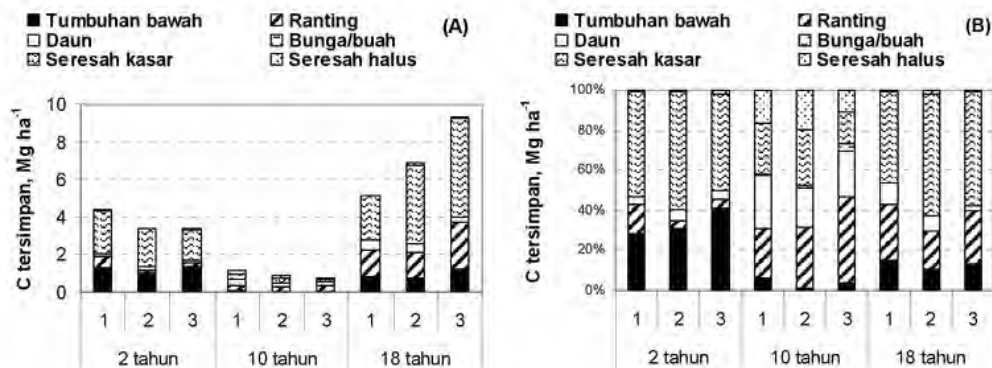 Tumbuhan bawah Ranting (A)
Daun Bunga/buah
Seresah kasar Seresah halus
C tersimpan, Mg ha-1
10
8
6
4
2
0
1 2 3 1 2 3 1 2 3
2 tahun 10 tahun 18 tahun
Tumbuhan bawah Ranting (B)
Daun Bunga/buah
Seresah kasar Seresah halus
C tersimpan, Mg ha-1
100%
80%
60%
40%
20%
0%
1 2 3 1 2 3 1 2 3
2 tahun 10 tahun 18 tahun